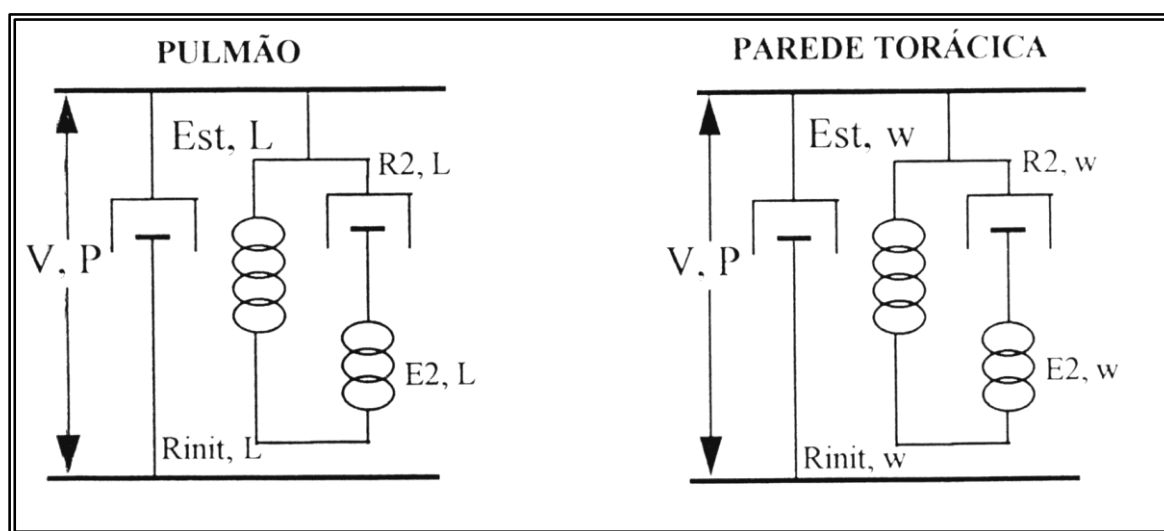 PULMÃO
Est, L
R2, L
V, P
E2, L
Rinit, L
PAREDE TORÁCICA
Est, w
R2, w
V, P
E2, w
Rinit, w